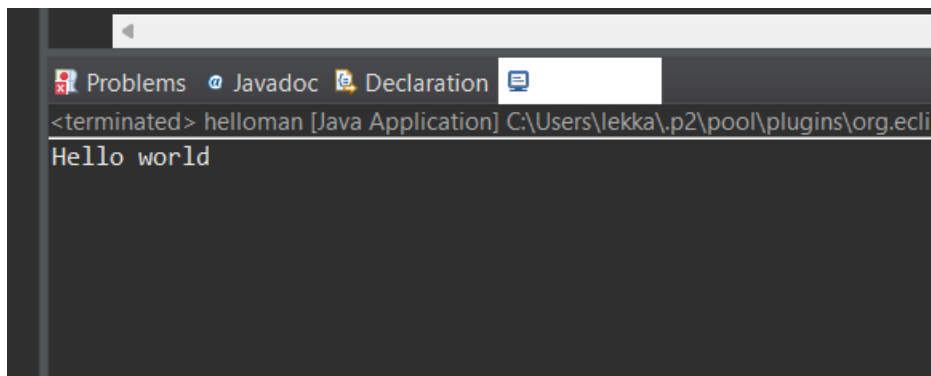 Problems Javadoc Declaration
<terminated> helloman [Java Application] C:\Users\lekka\.p2\pool\plugins\org.ecli
Hello world